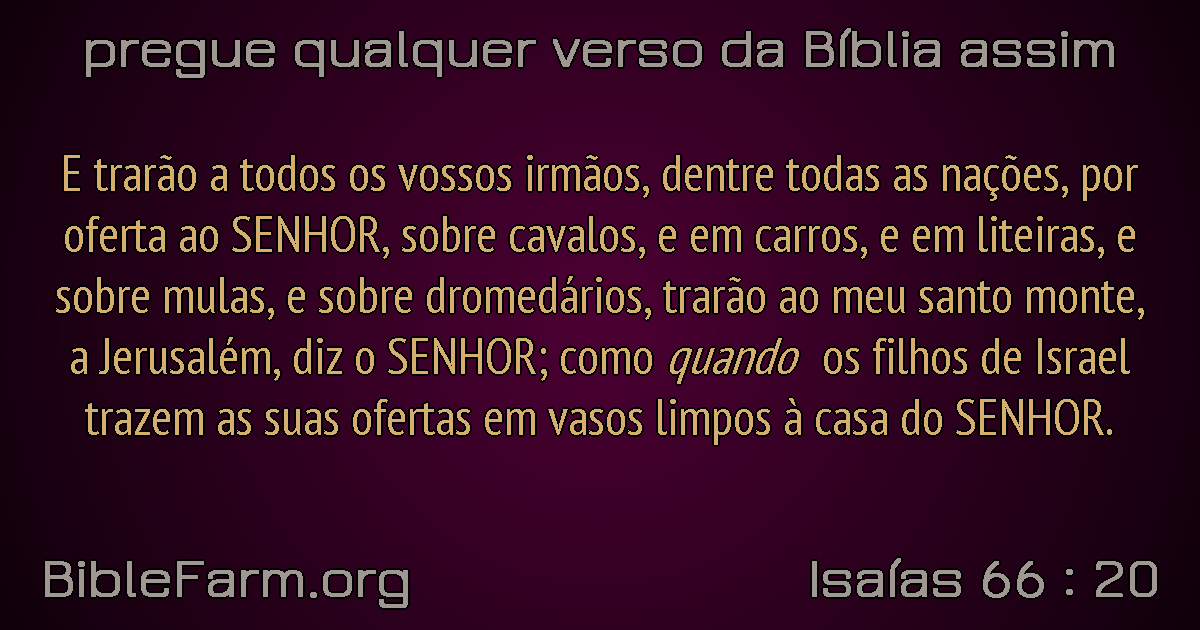 pregue qualquer verso da Bíblia assim
E trarão a todos os vossos irmãos, dentre todas as nações, por
oferta ao SENHOR, sobre cavalos, e em carros, e em liteiras, e
sobre mulas, e sobre dromedários, trarão ao meu santo monte,
a Jerusalém, diz o SENHOR; como quando os filhos de Israel
trazem as suas ofertas em vasos limpos à casa do SENHOR.
BibleFarm.org
Isaías 66 : 20